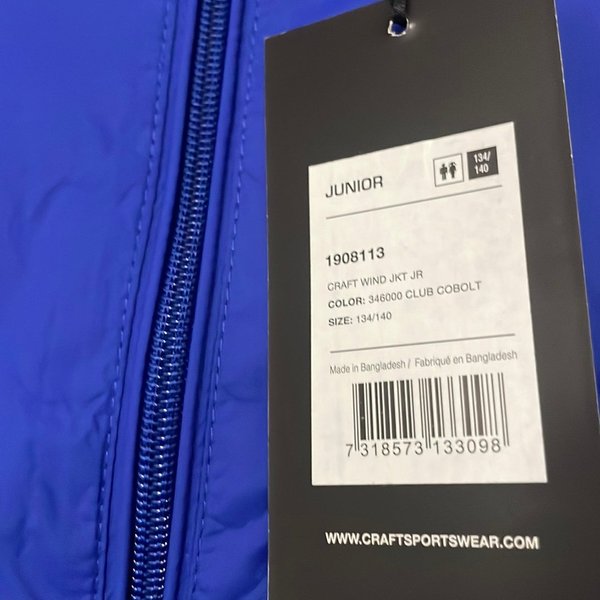 JUNIOR
134/
140
1908113
CRAFT WIND JKT JR
COLOR: 346000 CLUB COBOLT
SIZE: 134/140
Made in Bangladesh / Fabriqué en Bangladesh
7 318573 133098
WWW.CRAFTSPORTSWEAR.COM